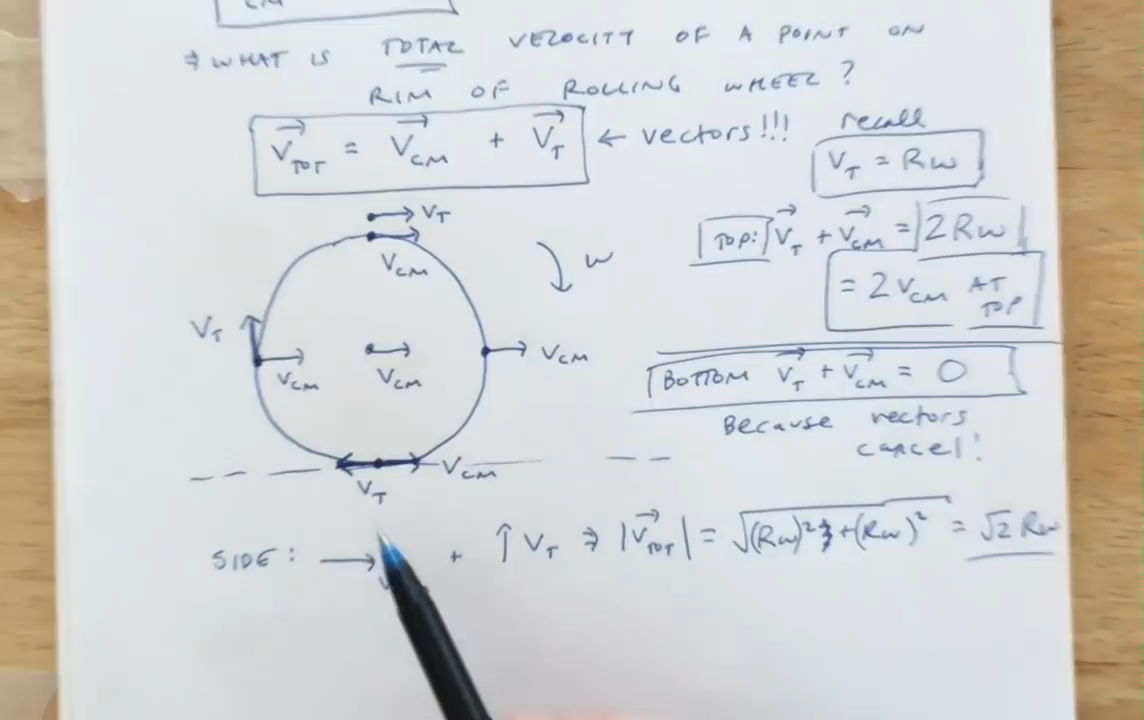 CM
⇒ WHAT IS TOTAL VELOCITY OF A POINT ON
RIM OF ROLLING WHEEL?
V⃗TOT = V⃗CM + V⃗T ← vectors!!!
recall
VT = Rω
VT
VCM
ω
TOP: V⃗T + V⃗CM = 2Rω
= 2VCM AT TOP
VT
VCM
VCM
VCM
BOTTOM V⃗T + V⃗CM = 0
Because vectors
cancel!
VCM
VT
SIDE: → + ↑ VT ⇒ |V⃗TOT| = √((Rω)² + (Rω)²) = √2 Rω